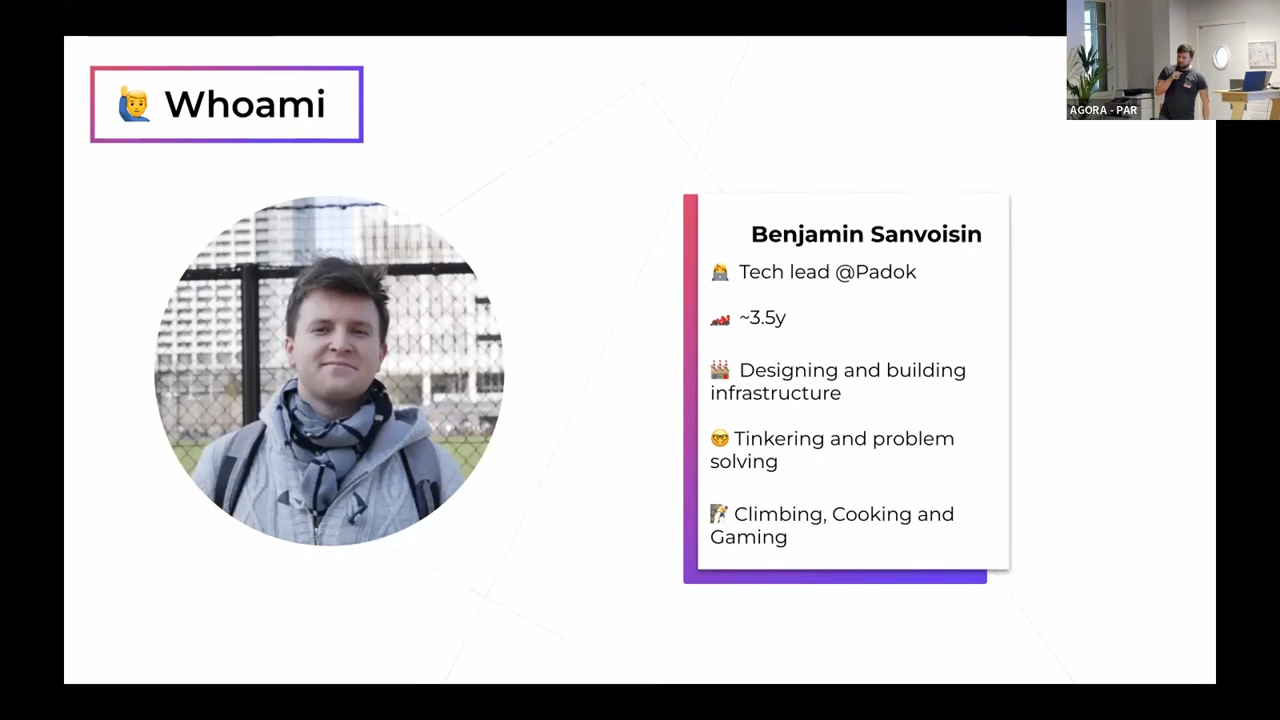 Whoami
AGORA - PAR
Benjamin Sanvoisin
Tech lead @Padok
~3.5y
Designing and building
infrastructure
Tinkering and problem
solving
Climbing, Cooking and
Gaming